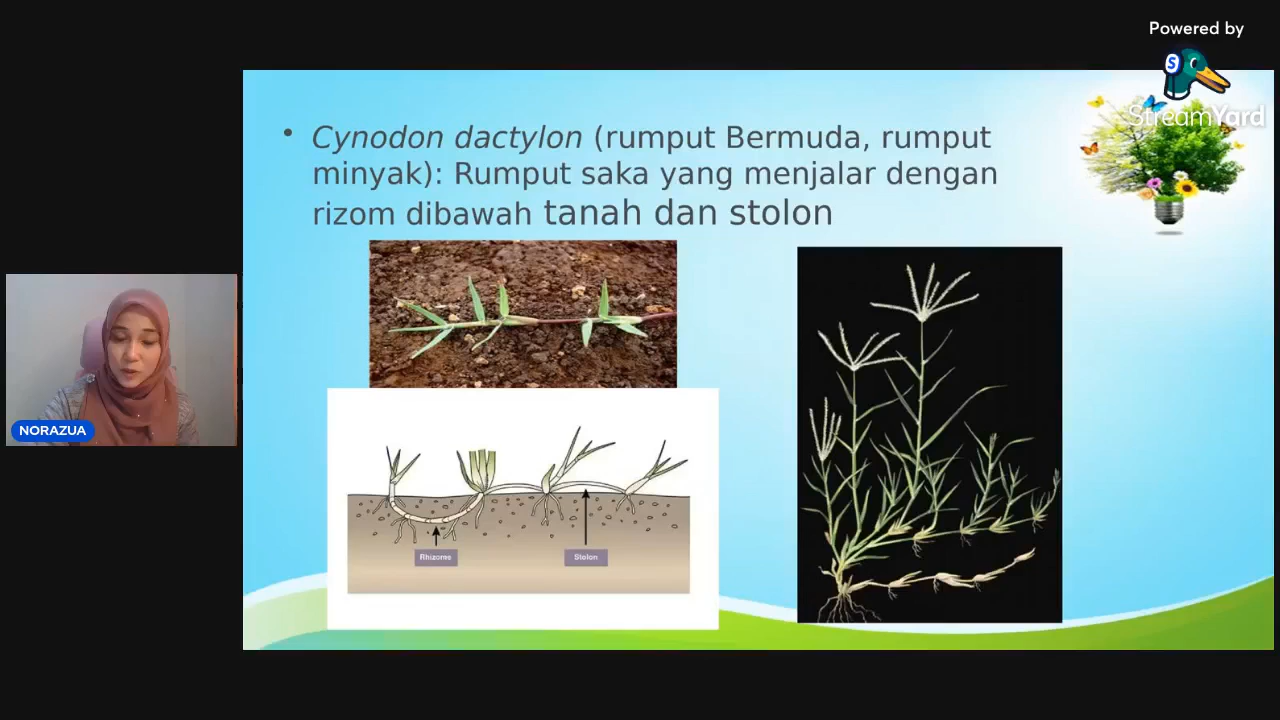 Powered by
StreamYard
• Cynodon dactylon (rumput Bermuda, rumput
minyak): Rumput saka yang menjalar dengan
rizom dibawah tanah dan stolon
NORAZUA
Rhizome
Stolon